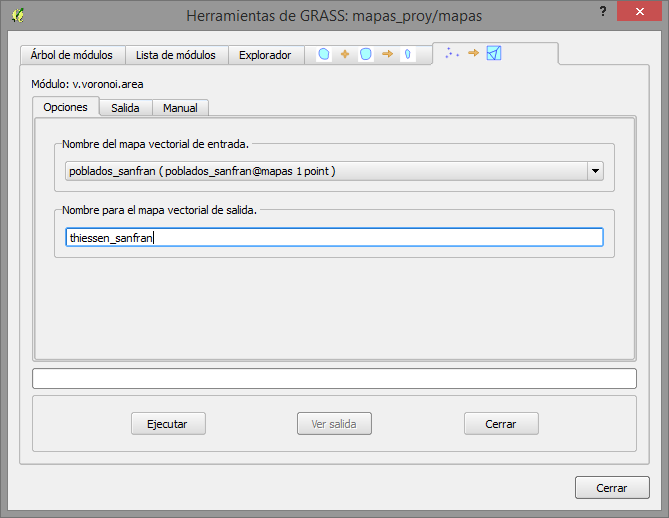 Herramientas de GRASS: mapas_proy/mapas
?
Árbol de módulos Lista de módulos Explorador
Módulo: v.voronoi.area
Opciones Salida Manual
Nombre del mapa vectorial de entrada.
poblados_sanfran ( poblados_sanfran@mapas 1 point )
Nombre para el mapa vectorial de salida.
thiessen_sanfran
Ejecutar Ver salida Cerrar
Cerrar